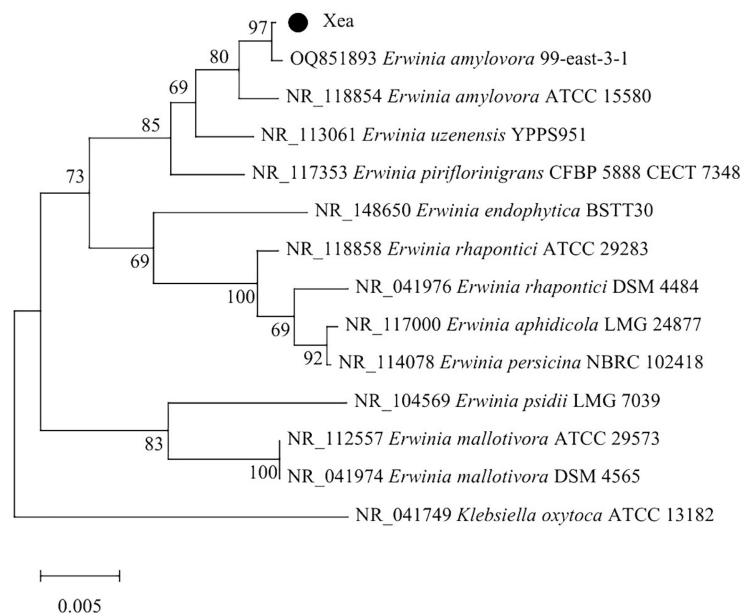 97 Xea
OQ851893 Erwinia amylovora 99-east-3-1
80
NR_118854 Erwinia amylovora ATCC 15580
69
NR_113061 Erwinia uzenensis YPPS951
85
NR_117353 Erwinia piriflorinigrans CFBP 5888 CECT 7348
73
NR_148650 Erwinia endophytica BSTT30
NR_118858 Erwinia rhapontici ATCC 29283
69
NR_041976 Erwinia rhapontici DSM 4484
100
NR_117000 Erwinia aphidicola LMG 24877
69
92 NR_114078 Erwinia persicina NBRC 102418
NR_104569 Erwinia psidii LMG 7039
NR_112557 Erwinia mallotivora ATCC 29573
83
100 NR_041974 Erwinia mallotivora DSM 4565
NR_041749 Klebsiella oxytoca ATCC 13182
0.005